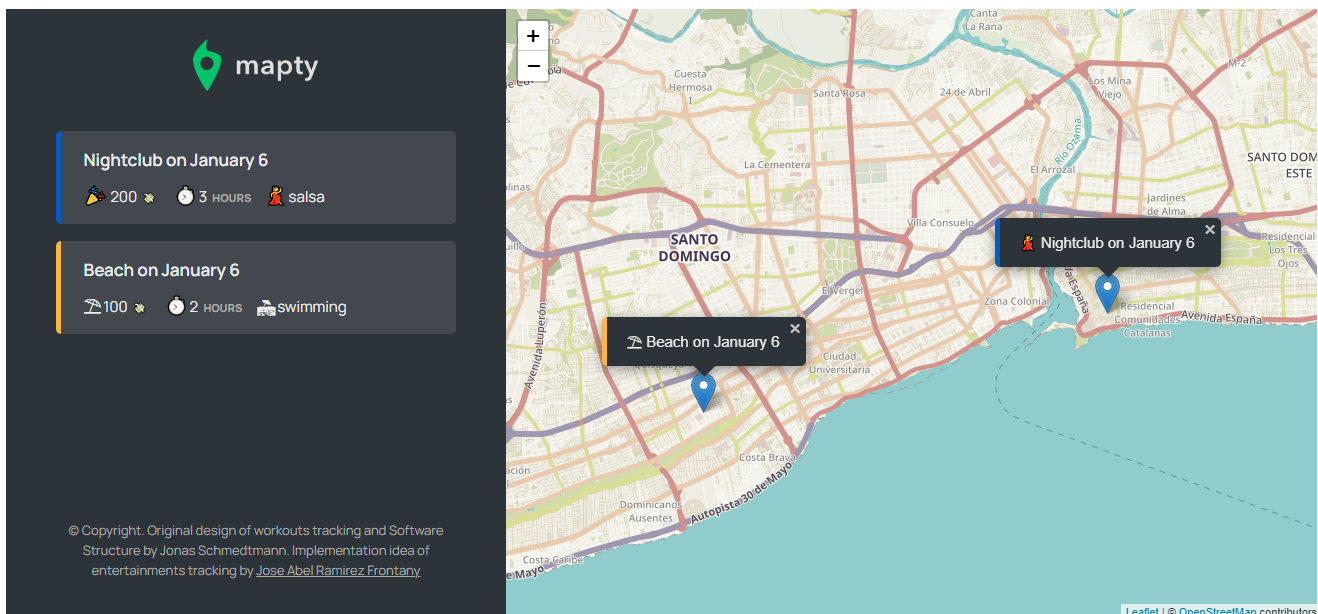 mapty
Nightclub on January 6
200
3 HOURS
salsa
Beach on January 6
100
2 HOURS
swimming
© Copyright. Original design of workouts tracking and Software
Structure by Jonas Schmedtmann. Implementation idea of
entertainments tracking by Jose Abel Ramirez Frontany
+
−
Canta
La Rana
Cuesta
Hermosa
I
Santa Rosa
24 de Abril
Los Mina
Viejo
M-2
Río Ozama
La Cementera
El Arrozal
SANTO DOM
ESTE
Jardines
de Alma
Villa Consuelo
SANTO
DOMINGO
Nightclub on January 6
×
Residencial
Los Tres
Ojos
El Vergel
Zona Colonial
España
Residencial
Comunidades
Catalanas
Avenida España
Avenida Luperón
Beach on January 6
×
Ciudad
Universitaria
Costa Brava
Autopista 30 de Mayo
Dominicanos
Ausentes
Costa Caribe
e Mayo
Leaflet | © OpenStreetMap contributors